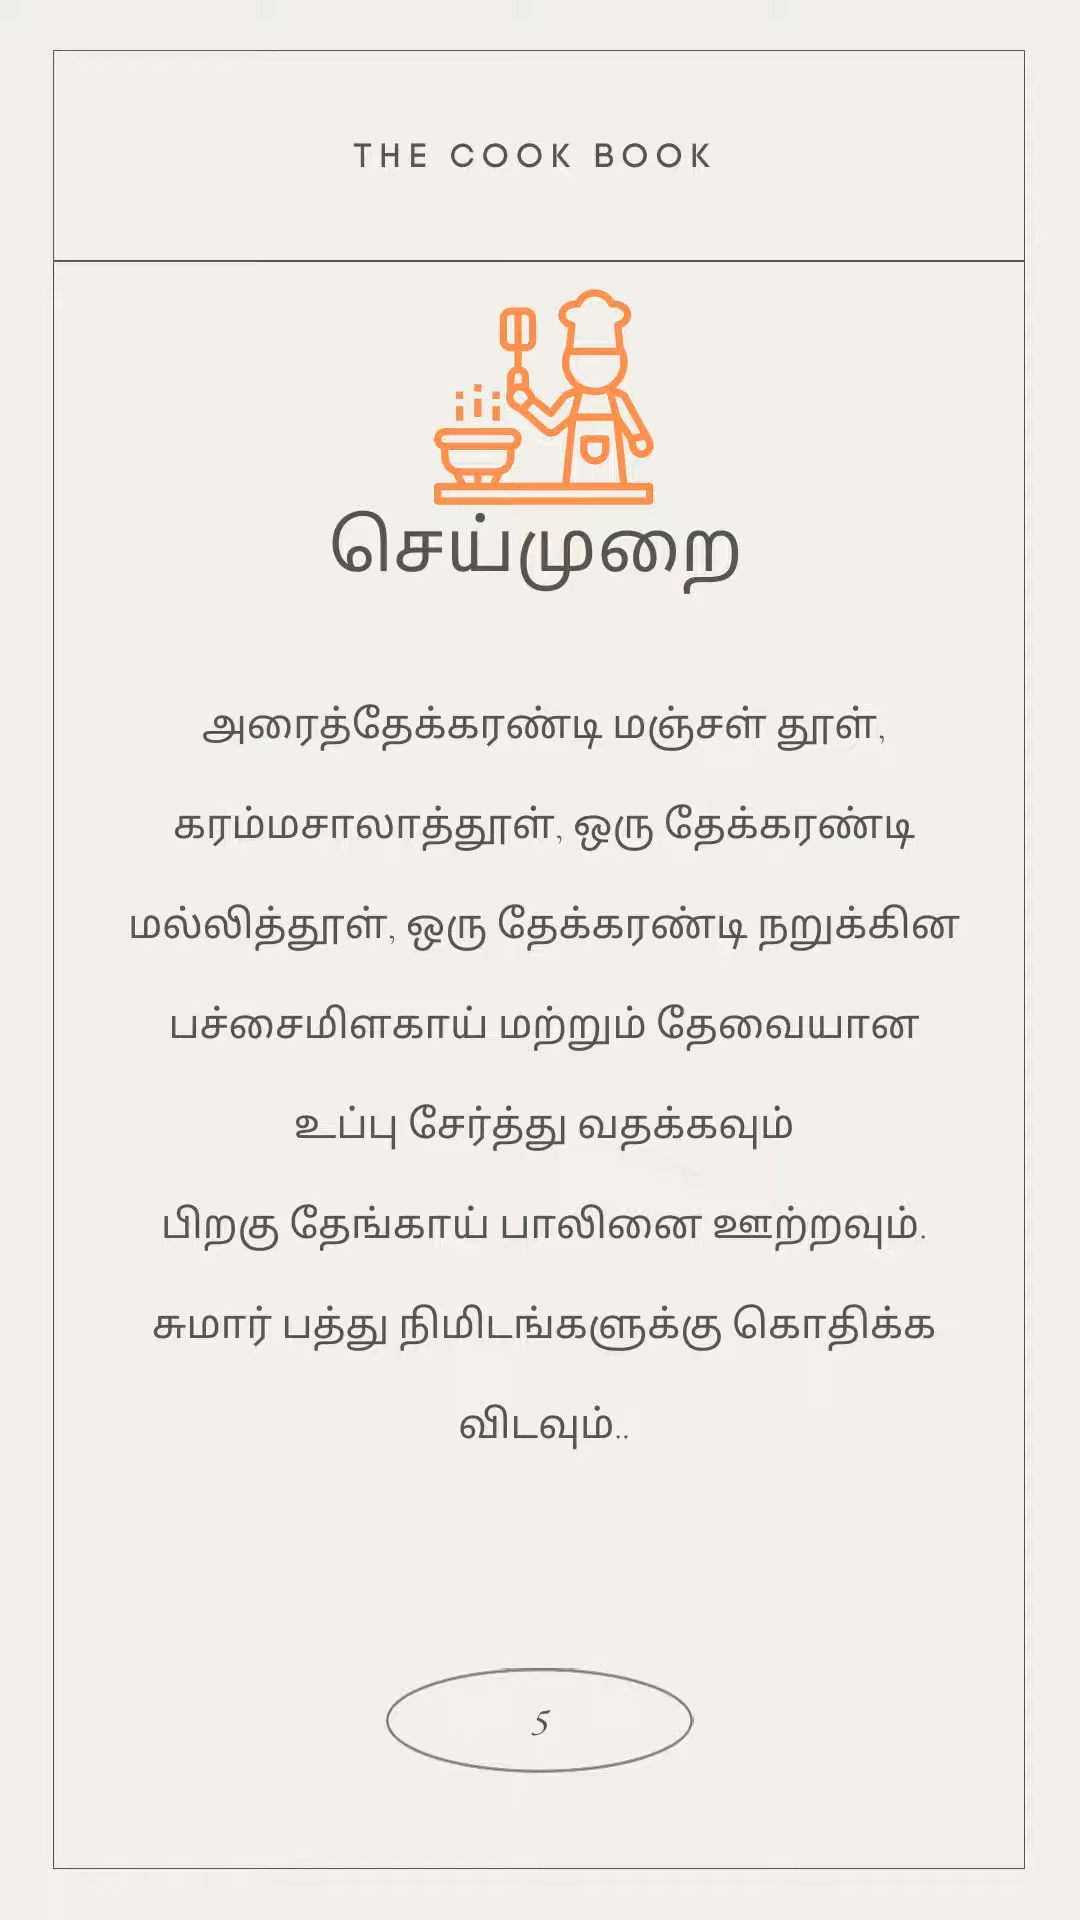 THE COOK BOOK
செய்முறை
அரைத்தேக்கரண்டி மஞ்சள் தூள்,
கரம்மசாலாத்தூள், ஒரு தேக்கரண்டி
மல்லித்தூள், ஒரு தேக்கரண்டி நறுக்கின
பச்சைமிளகாய் மற்றும் தேவையான
உப்பு சேர்த்து வதக்கவும்
பிறகு தேங்காய் பாலினை ஊற்றவும்.
சுமார் பத்து நிமிடங்களுக்கு கொதிக்க
விடவும்..
5